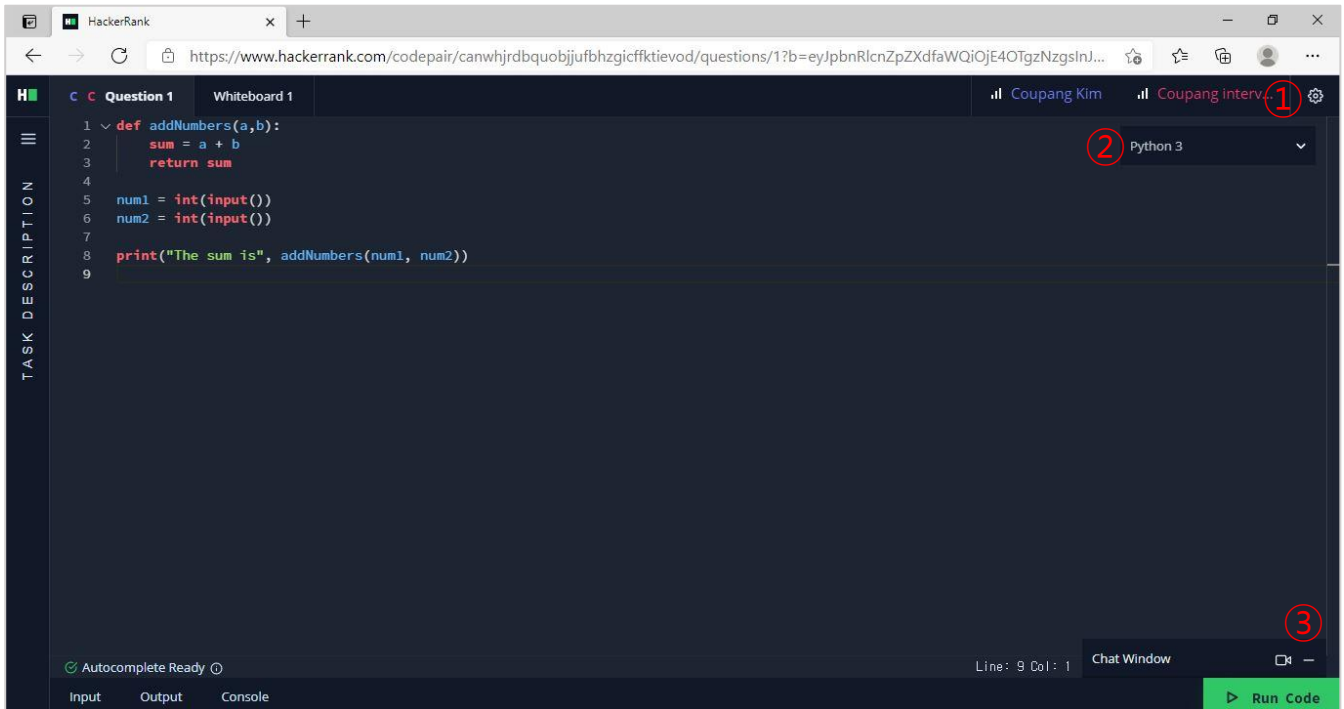 HackerRank
https://www.hackerrank.com/codepair/canwhjrdbquobjjufbhzgicffktievod/questions/1?b=eyJpbnRlcnZpZXdfaWQiOjE4OTgzNzgsInJ...
H
C C Question 1 Whiteboard 1 Coupang Kim Coupang interv... ①
② Python 3
TASK DESCRIPTION
1 def addNumbers(a,b):
2 sum = a + b
3 return sum
4
5 num1 = int(input())
6 num2 = int(input())
7
8 print("The sum is", addNumbers(num1, num2))
9
③
Autocomplete Ready Line: 9 Col: 1 Chat Window
Input Output Console Run Code